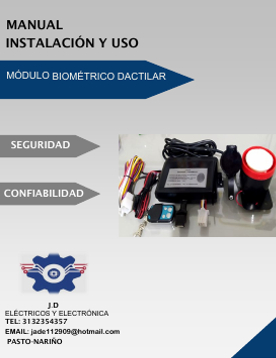 MANUAL
INSTALACIÓN Y USO
MÓDULO BIOMÉTRICO DACTILAR
SEGURIDAD
CONFIABILIDAD
J.D
ELÉCTRICOS Y ELECTRÓNICA
TEL: 3132354357
EMAIL: jade112909@hotmail.com
PASTO-NARIÑO